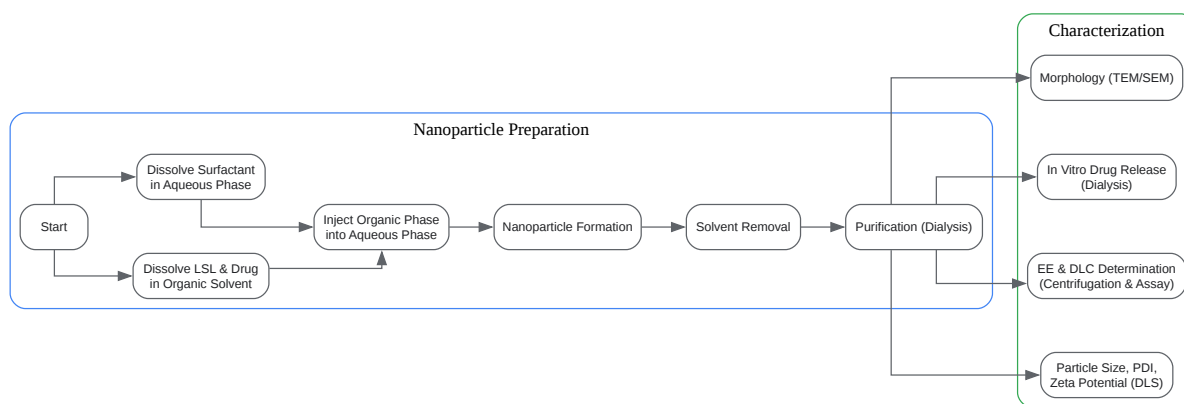 Characterization
Morphology (TEM/SEM)
Nanoparticle Preparation
Dissolve Surfactant
in Aqueous Phase
In Vitro Drug Release
(Dialysis)
Start
Inject Organic Phase
into Aqueous Phase
Nanoparticle Formation
Solvent Removal
Purification (Dialysis)
Dissolve LSL & Drug
in Organic Solvent
EE & DLC Determination
(Centrifugation & Assay)
Particle Size, PDI,
Zeta Potential (DLS)